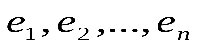 e₁, e₂, ..., eₙ